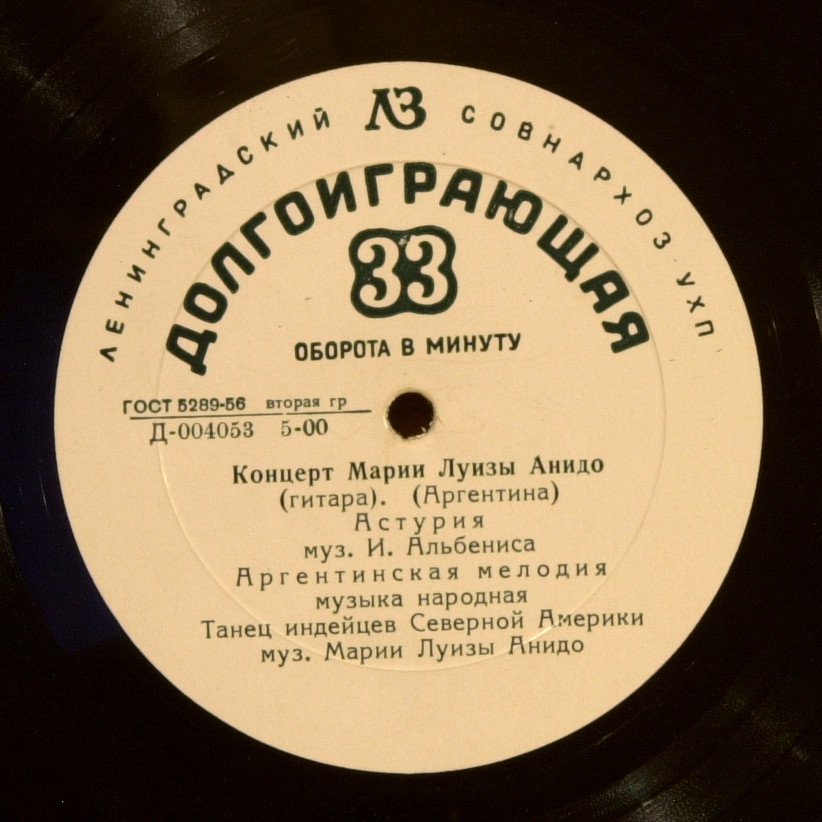 ЛЕНИНГРАДСКИЙ ЛЗ СОВНАРХОЗ УХП
ДОЛГОИГРАЮЩАЯ
33
ОБОРОТА В МИНУТУ
ГОСТ 5289-56 вторая гр
Д-004053 5-00
Концерт Марии Луизы Анидо
(гитара). (Аргентина)
Астурия
муз. И. Альбениса
Аргентинская мелодия
музыка народная
Танец индейцев Северной Америки
муз. Марии Луизы Анидо